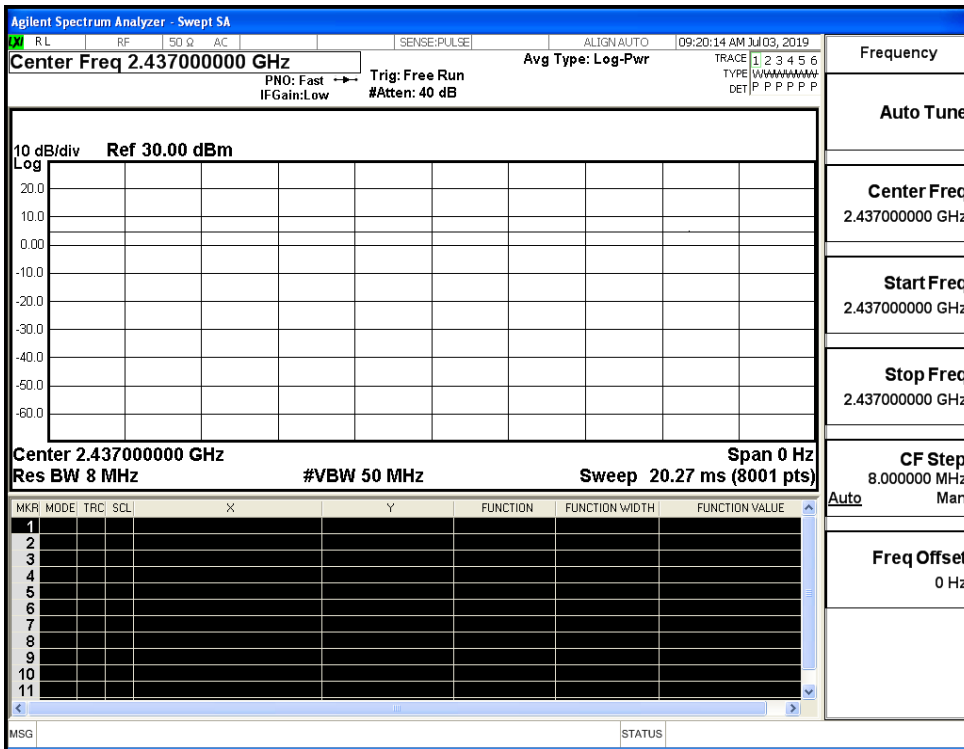 Agilent Spectrum Analyzer - Swept SA
LXI RL RF 50 Ω AC SENSE:PULSE ALIGN AUTO 09:20:14 AM Jul 03, 2019
Center Freq 2.437000000 GHz
PNO: Fast
IFGain:Low
Trig: Free Run
#Atten: 40 dB
Avg Type: Log-Pwr
TRACE 1 2 3 4 5 6
TYPE WWWWWW
DET P P P P P P
10 dB/div Ref 30.00 dBm
Log
20.0
10.0
0.00
-10.0
-20.0
-30.0
-40.0
-50.0
-60.0
Center 2.437000000 GHz Span 0 Hz
Res BW 8 MHz #VBW 50 MHz Sweep 20.27 ms (8001 pts)
MKR MODE TRC SCL X Y FUNCTION FUNCTION WIDTH FUNCTION VALUE
1
2
3
4
5
6
7
8
9
10
11
MSG STATUS
Frequency
Auto Tune
Center Freq
2.437000000 GHz
Start Freq
2.437000000 GHz
Stop Freq
2.437000000 GHz
CF Step
8.000000 MHz
Auto Man
Freq Offset
0 Hz